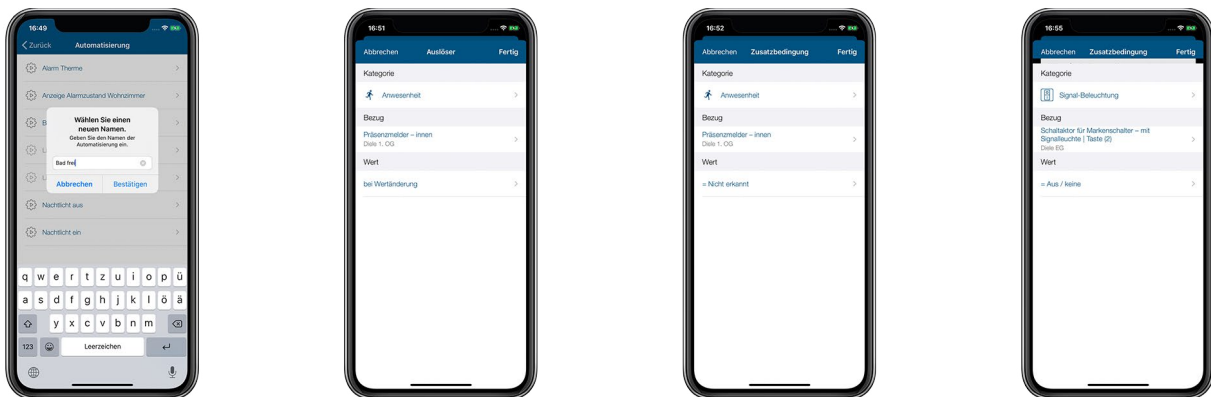 16:49
Zurück Automatisierung
Alarm Therme
Anzeige Alarmzustand Wohnzimmer
B
Wählen Sie einen
neuen Namen.
Geben Sie den Namen der
Automatisierung ein.
Bad frei
Abbrechen Bestätigen
Nachtlicht aus
Nachtlicht ein
q w e r t z u i o p ü
a s d f g h j k l ö ä
y x c v b n m
123 Leerzeichen
16:51
Abbrechen Auslöser Fertig
Kategorie
Anwesenheit
Bezug
Präsenzmelder – innen
Diele 1. OG
Wert
bei Wertänderung
16:52
Abbrechen Zusatzbedingung Fertig
Kategorie
Anwesenheit
Bezug
Präsenzmelder – innen
Diele 1. OG
Wert
= Nicht erkannt
16:55
Abbrechen Zusatzbedingung Fertig
Kategorie
Signal-Beleuchtung
Bezug
Schaltaktor für Markenschalter – mit
Signalleuchte | Taste (2)
Diele EG
Wert
= Aus / keine